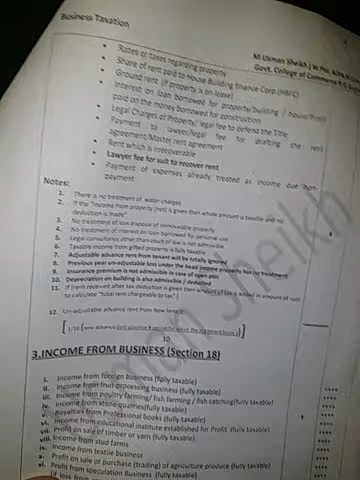 Business Taxation
M.Usman Sheikh | M.Phil, ACPA,
Govt. College of Commerce
• Rates or taxes regarding property
• Share of rent paid to House Building finance Corp (HBFC)
• Ground rent (if property is on lease)
• Interest on loan borrowed for property/building / house/Profit
paid on the money borrowed for construction
• Legal Charges of Property/ legal fee to defend the Title
• Payment to lawyer/legal fee for drafting the rent
agreement/Master rent agreement
• Rent which is irrecoverable
• Lawyer fee for suit to recover rent
• Payment of expenses already treated as income due non
payment
Notes:
1. There is no treatment of water charges
2. If the "Income from property (net) is given then whole amount is taxable and no
deduction is made"
3. No treatment of loss disposal of immoveable property
4. No treatment of interest on loan borrowed for personal use
5. Legal consultancy other than court of law is not admissible
6. Taxable income from gifted property is fully taxable
7. Adjustable advance rent from tenant will be totally ignored
8. Previous year un-adjustable loss under the head income property has no treatment
9. Insurance premium is not admissible in case of open plot
10. Depreciation on building is also admissible / deducted
11. If (rent received after tax deduction is given then amount of tax is added in amount of rent
to calculate "total rent chargeable to tax" (
12. Un-adjustable advance rent from New tenant
10
3.INCOME FROM BUSINESS (Section 18)
i. Income from foreign business (fully taxable)
ii. Income from fruit processing business (fully taxable)
iii. Income from poultry farming/ fish farming / fish catching(fully taxable)
iv. Income from stone quarries(fully taxable)
v. Royalties from Professional books (fully taxable)
vi. Income from educational institute established for Profit (fully taxable)
vii. Profit on sale of timber or yarn (fully taxable).
viii. Income from stud farms
ix. Income from textile business
x. Profit on sale of purchase (trading) of agriculture produce (fully taxable)
xi. Profit from speculation Business (fully taxable)
if loss from